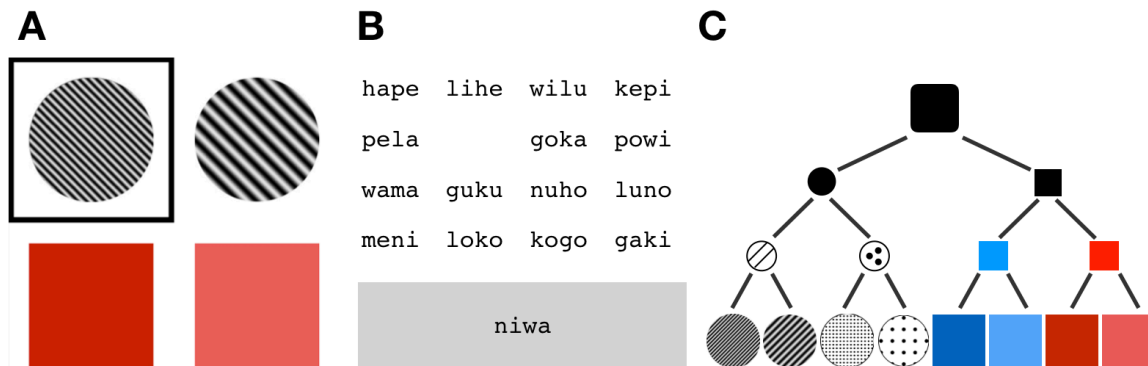 A
B
C
hape lihe wilu kepi
pela goka powi
wama guku nuho luno
meni loko kogo gaki
niwa